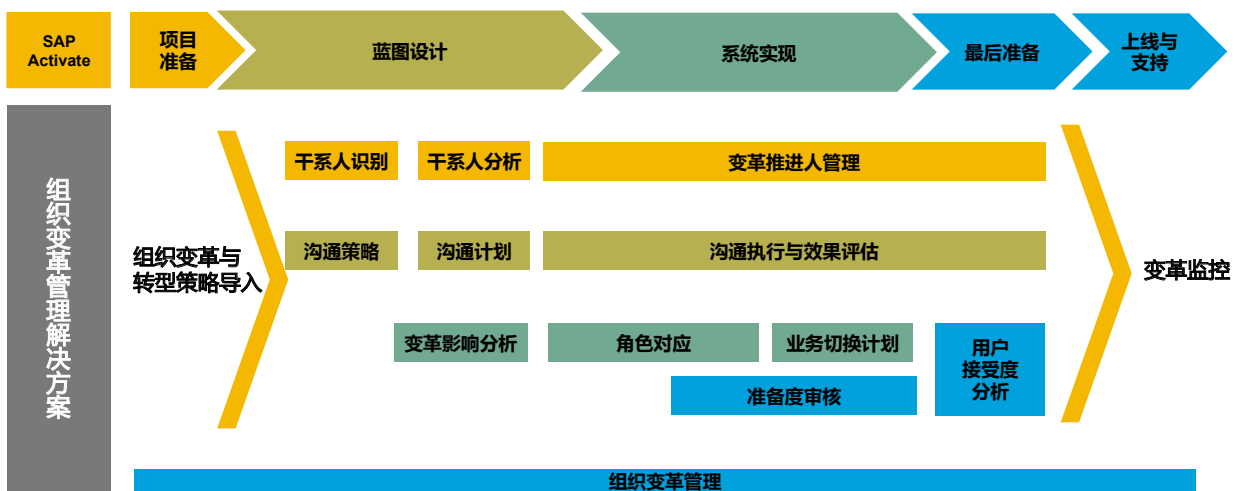 SAP
Activate
项目
准备
蓝图设计
系统实现
最后准备
上线与
支持
组织变革管理解决方案
组织变革与
转型策略导入
干系人识别
干系人分析
变革推进人管理
沟通策略
沟通计划
沟通执行与效果评估
变革影响分析
角色对应
业务切换计划
准备度审核
用户
接受度
分析
变革监控
组织变革管理